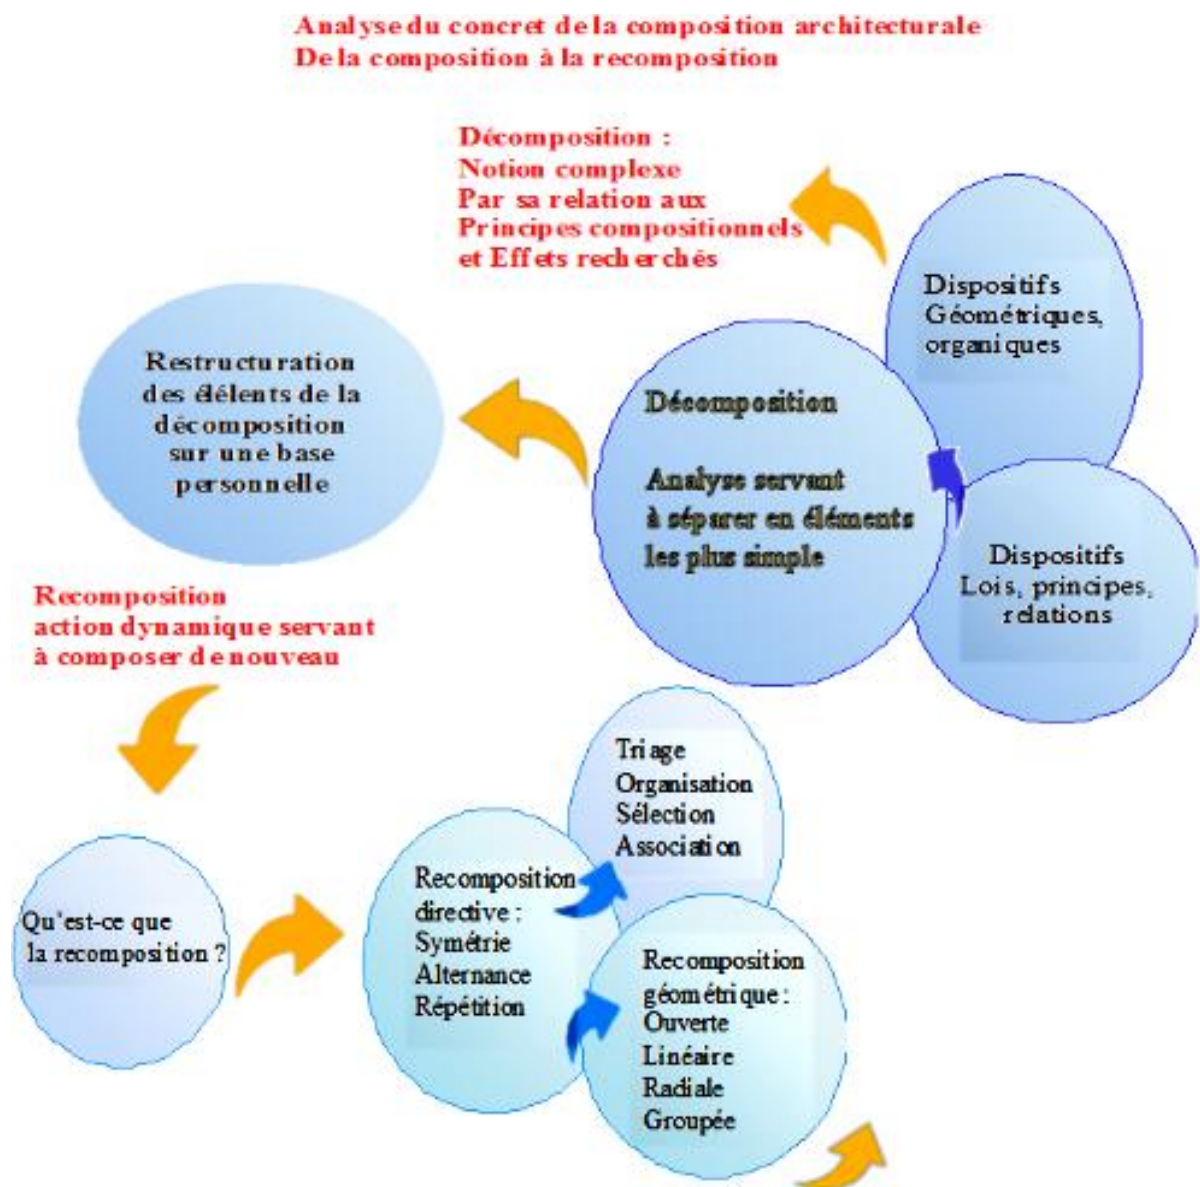 Analyse du concret de la composition architecturale
De la composition à la recomposition
Décomposition :
Notion complexe
Par sa relation aux
Principes compositionnels
et Effets recherchés
Dispositifs
Géométriques,
organiques
Restructuration
des élélents de la
décomposition
sur une base
personnelle
Décomposition
Analyse servant
à séparer en éléments
les plus simple
Dispositifs
Lois, principes,
relations
Recomposition
action dynamique servant
à composer de nouveau
Triage
Organisation
Sélection
Association
Qu'est-ce que
la recomposition ?
Recomposition
directive :
Symétrie
Alternance
Répétition
Recomposition
géométrique :
Ouverte
Linéaire
Radiale
Groupée